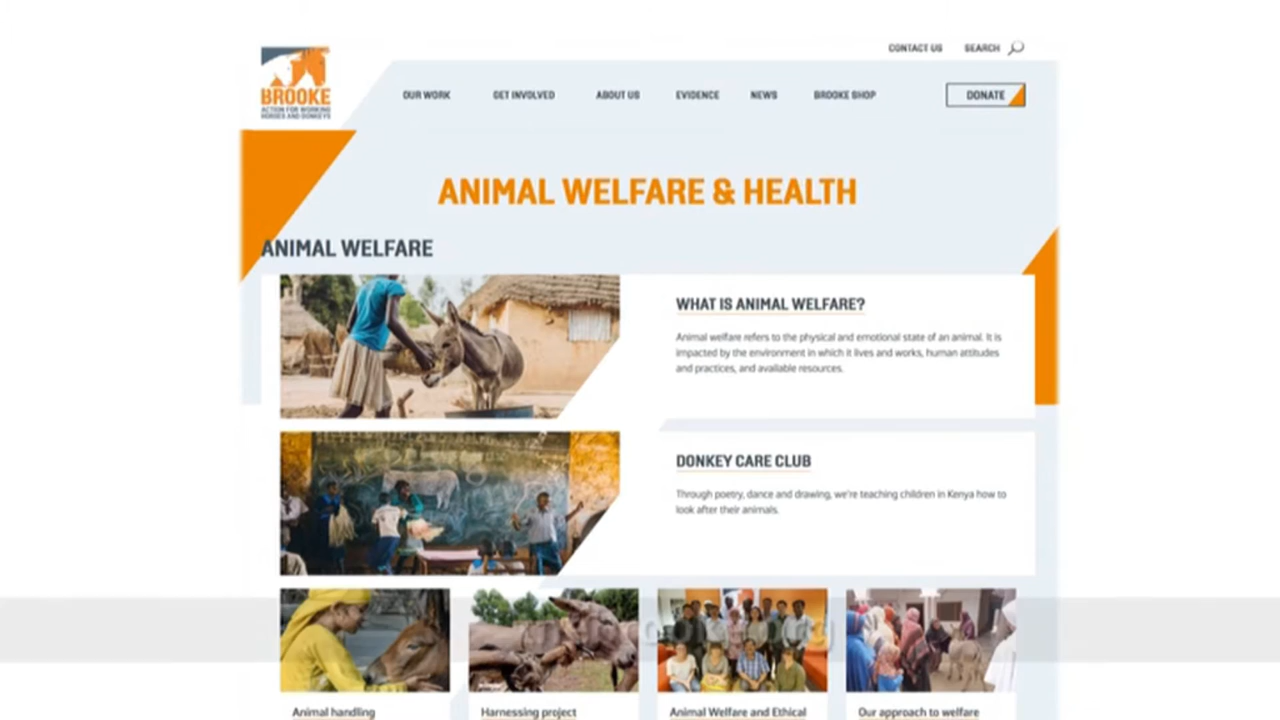 CONTACT US SEARCH
BROOKE
ACTION FOR WORKING
HORSES AND DONKEYS
OUR WORK GET INVOLVED ABOUT US EVIDENCE NEWS BROOKE SHOP DONATE
ANIMAL WELFARE & HEALTH
ANIMAL WELFARE
WHAT IS ANIMAL WELFARE?
Animal welfare refers to the physical and emotional state of an animal. It is
impacted by the environment in which it lives and works, human attitudes
and practices, and available resources.
DONKEY CARE CLUB
Through poetry, dance and drawing, we're teaching children in Kenya how to
look after their animals.
thebrooke.org
Animal handling Harnessing project Animal Welfare and Ethical Our approach to welfare